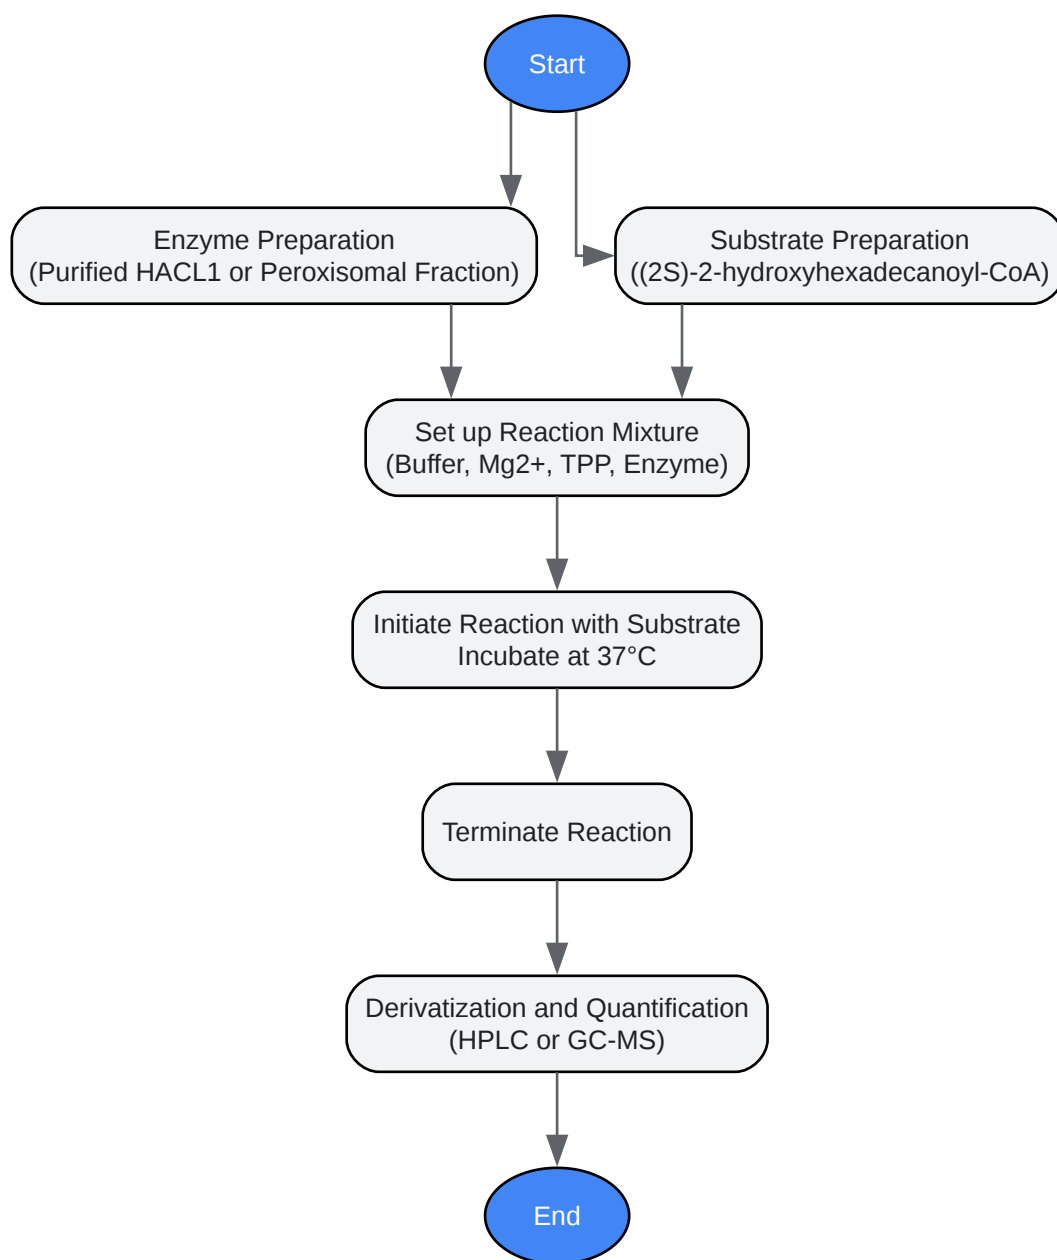 Start
Enzyme Preparation
(Purified HACL1 or Peroxisomal Fraction)
Substrate Preparation
((2S)-2-hydroxyhexadecanoyl-CoA)
Set up Reaction Mixture
(Buffer, Mg2+, TPP, Enzyme)
Initiate Reaction with Substrate
Incubate at 37°C
Terminate Reaction
Derivatization and Quantification
(HPLC or GC-MS)
End